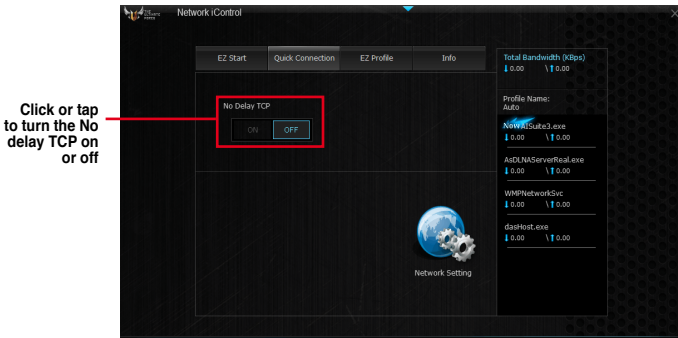 Network iControl
EZ Start
Quick Connection
EZ Profile
Info
Click or tap
to turn the No
delay TCP on
or off
No Delay TCP
ON
OFF
Network Setting
Total Bandwidth (KBps)
0.00 \ 0.00
Profile Name:
Auto
Now AISuite3.exe
0.00 \ 0.00
AsDLNAServerReal.exe
0.00 \ 0.00
WMPNetworkSvc
0.00 \ 0.00
dasHost.exe
0.00 \ 0.00